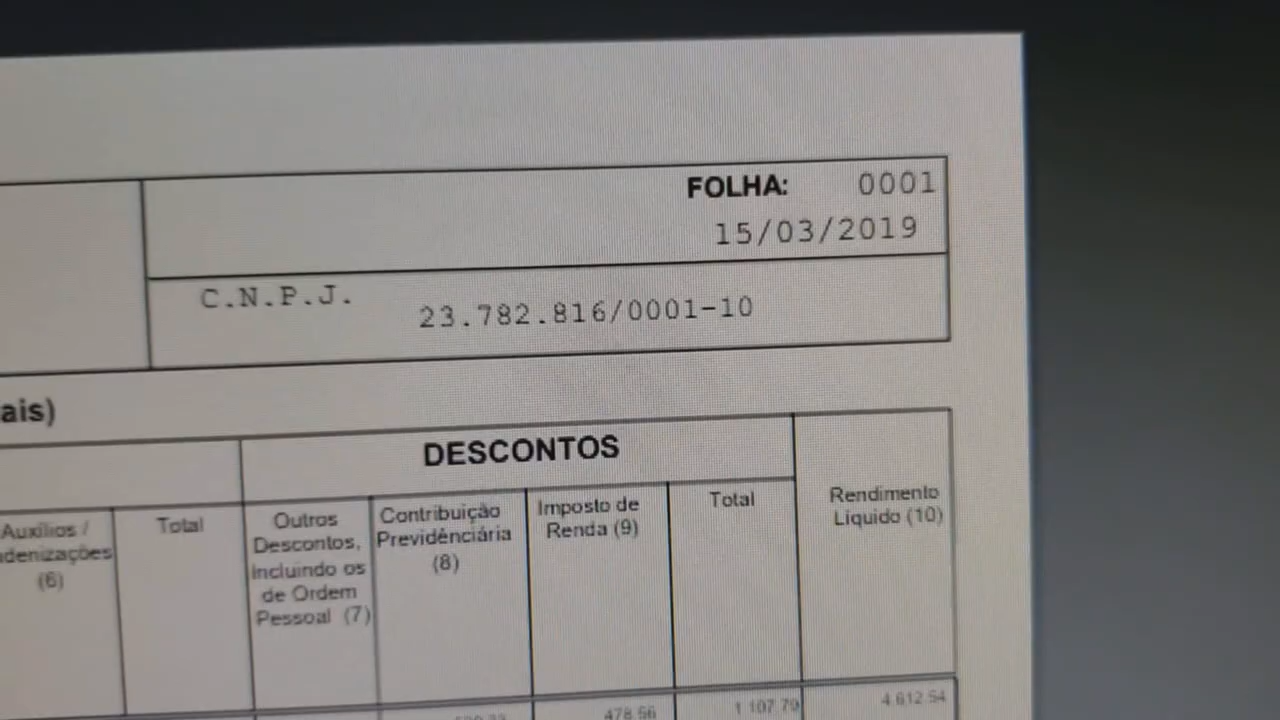 FOLHA: 0001
15/03/2019
C.N.P.J.
23.782.816/0001-10
ais)
DESCONTOS
Auxílios /
denizações
(6)
Total
Outros
Descontos,
Incluindo os
de Ordem
Pessoal (7)
Contribuição
Previdênciária
(8)
Imposto de
Renda (9)
Total
Rendimento
Líquido (10)
478,56
1 107,79
4 612,54